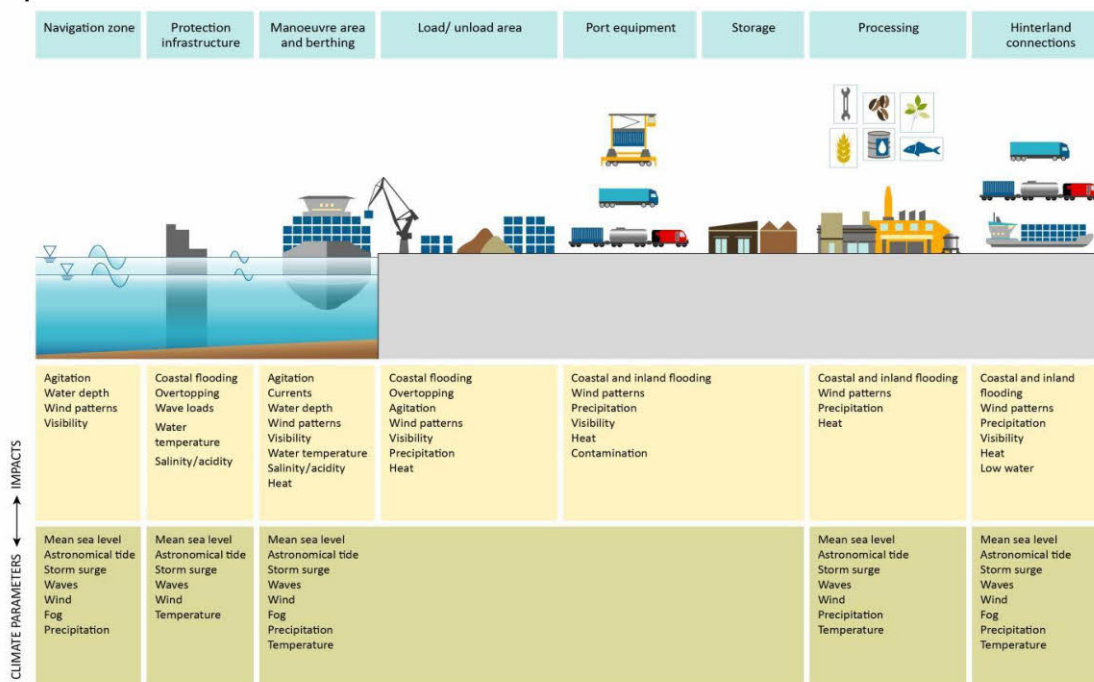 Navigation zone
Protection
infrastructure
Manoeuvre area
and berthing
Load/ unload area
Port equipment
Storage
Processing
Hinterland
connections
IMPACTS
Agitation
Water depth
Wind patterns
Visibility
Coastal flooding
Overtopping
Wave loads
Water
temperature
Salinity/acidity
Agitation
Currents
Water depth
Wind patterns
Visibility
Water temperature
Salinity/acidity
Heat
Coastal flooding
Overtopping
Agitation
Wind patterns
Visibility
Precipitation
Heat
Coastal and inland flooding
Wind patterns
Precipitation
Visibility
Heat
Contamination
Coastal and inland flooding
Wind patterns
Precipitation
Heat
Coastal and inland
flooding
Wind patterns
Precipitation
Visibility
Heat
Low water
CLIMATE PARAMETERS
Mean sea level
Astronomical tide
Storm surge
Waves
Wind
Fog
Precipitation
Mean sea level
Astronomical tide
Storm surge
Waves
Wind
Temperature
Mean sea level
Astronomical tide
Storm surge
Waves
Wind
Fog
Precipitation
Temperature
Mean sea level
Astronomical tide
Storm surge
Waves
Wind
Precipitation
Temperature
Mean sea level
Astronomical tide
Storm surge
Waves
Wind
Fog
Precipitation
Temperature